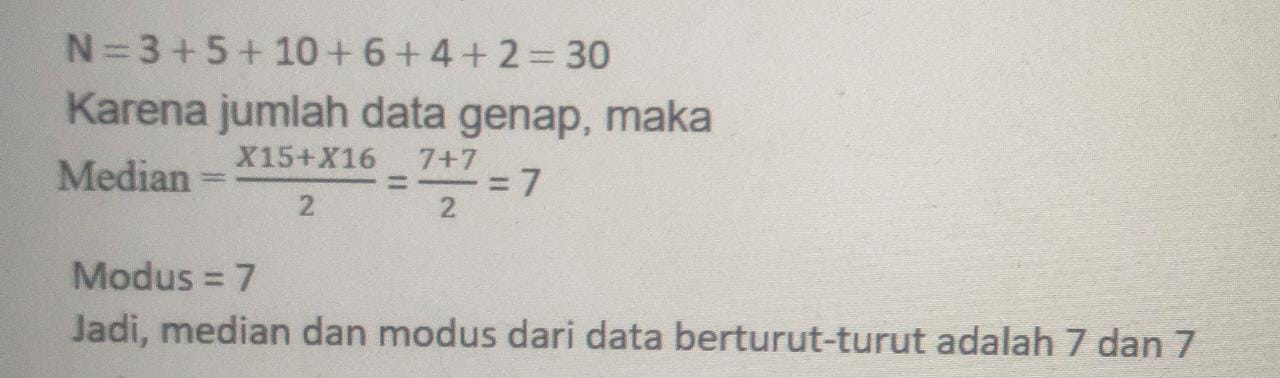 N = 3 + 5 + 10 + 6 + 4 + 2 = 30
Karena jumlah data genap, maka
Median = X15+X16 / 2 = 7+7 / 2 = 7
Modus = 7
Jadi, median dan modus dari data berturut-turut adalah 7 dan 7